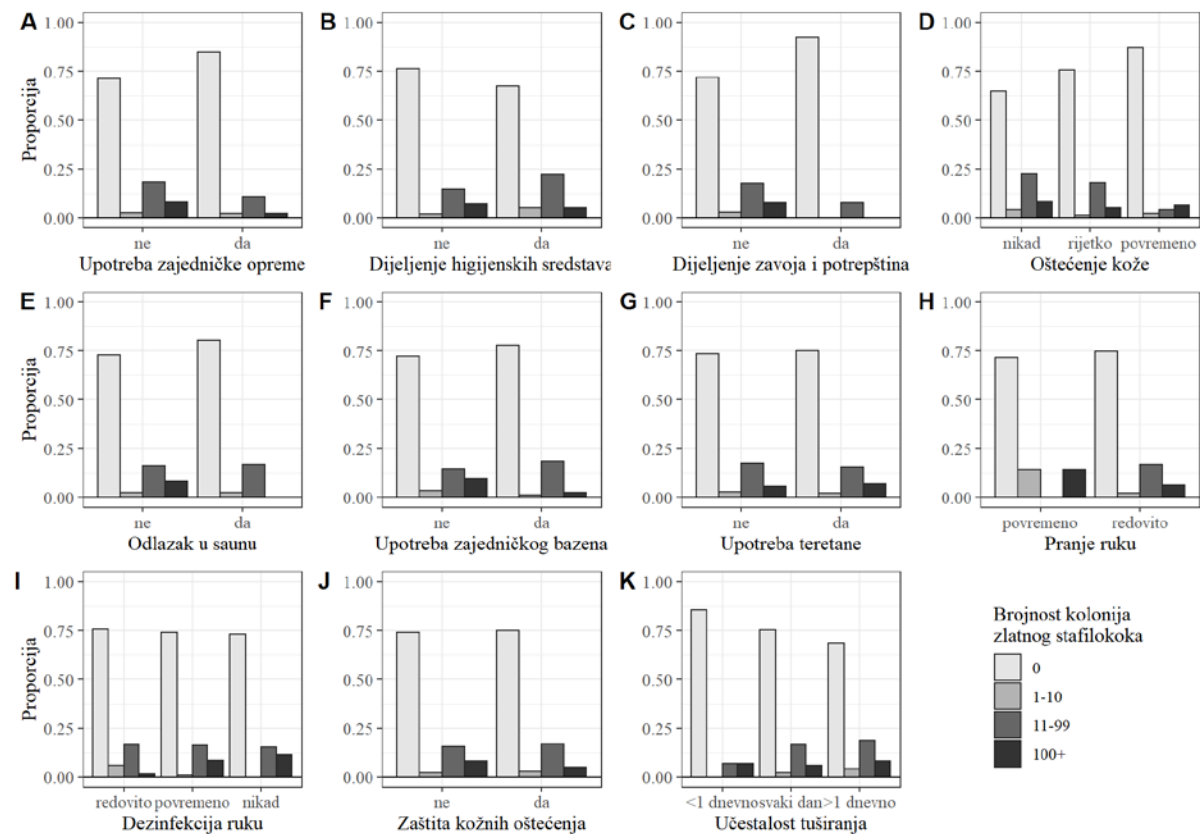 A
B
C
D
Proporcija
1.00
0.75
0.50
0.25
0.00
ne da
Upotreba zajedničke opreme
1.00
0.75
0.50
0.25
0.00
ne da
Dijeljenje higijenskih sredstava
1.00
0.75
0.50
0.25
0.00
ne da
Dijeljenje zavoja i potrepština
1.00
0.75
0.50
0.25
0.00
nikad rijetko povremeno
Oštećenje kože
E
F
G
H
Proporcija
1.00
0.75
0.50
0.25
0.00
ne da
Odlazak u saunu
1.00
0.75
0.50
0.25
0.00
ne da
Upotreba zajedničkog bazena
1.00
0.75
0.50
0.25
0.00
ne da
Upotreba teretane
1.00
0.75
0.50
0.25
0.00
povremeno redovito
Pranje ruku
I
J
K
Proporcija
1.00
0.75
0.50
0.25
0.00
redovito povremeno nikad
Dezinfekcija ruku
1.00
0.75
0.50
0.25
0.00
ne da
Zaštita kožnih oštećenja
1.00
0.75
0.50
0.25
0.00
<1 dnevno svaki dan >1 dnevno
Učestalost tuširanja
Brojnost kolonija
zlatnog stafilokoka
0
1-10
11-99
100+